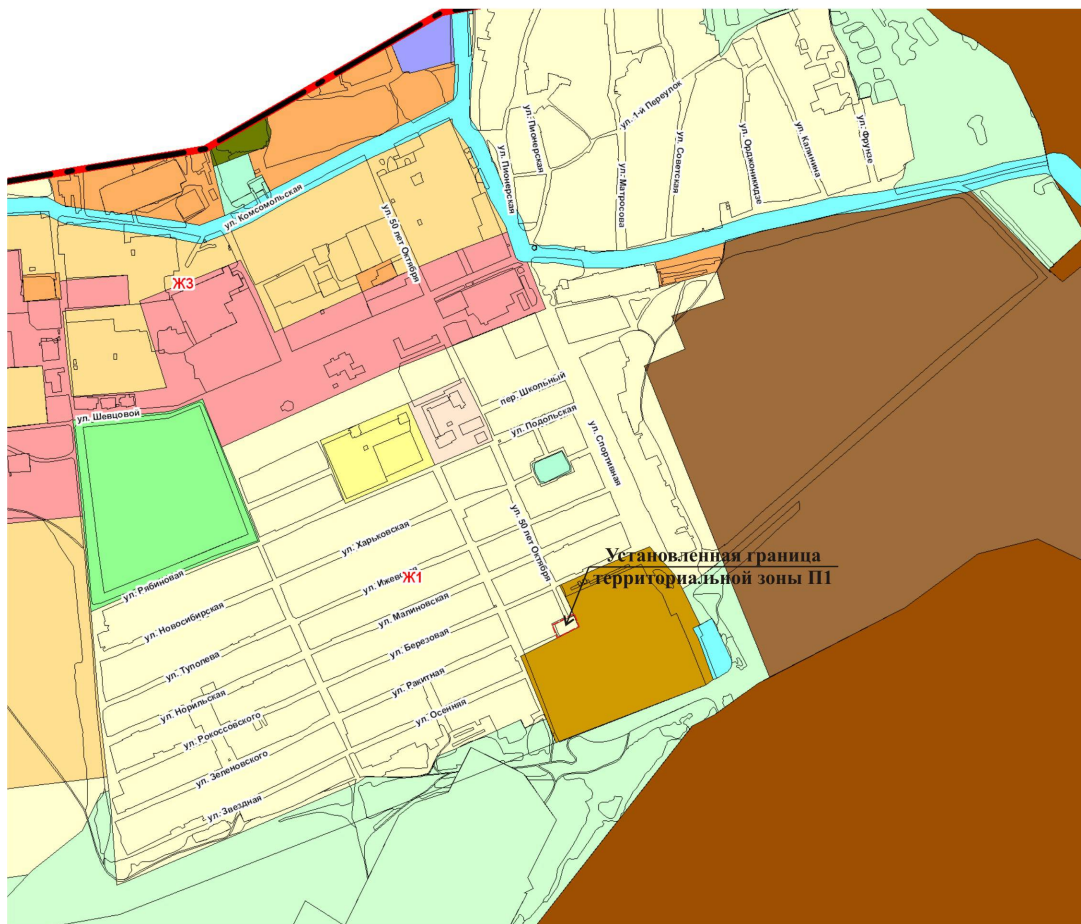 ул. 1-й Переулок
ул. Пионерская
ул. Пионерская
ул. Матросова
ул. Советская
ул. Орджоникидзе
ул. Калинина
ул. Фрунзе
ул. Комсомольская
ул. 50 лет Октября
Ж3
ул. Шевцовой
пер. Школьный
ул. Подольская
ул. Спортивная
ул. 50 лет Октября
ул. Харьковская
Установленная граница
территориальной зоны П1
ул. Рябиновая
ул. Ижевская
Ж1
ул. Новосибирская
ул. Малиновская
ул. Туполева
ул. Березовая
ул. Норильская
ул. Ракитная
ул. Рокоссовского
ул. Осенняя
ул. Зеленовского
ул. Звездная